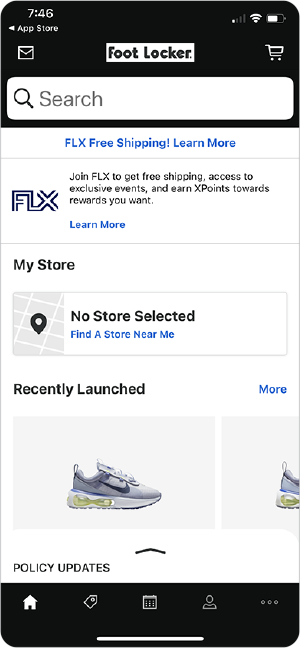 7:46
App Store
Foot Locker.
Search
FLX Free Shipping! Learn More
FLX
Join FLX to get free shipping, access to
exclusive events, and earn XPoints towards
rewards you want.
Learn More
My Store
No Store Selected
Find A Store Near Me
Recently Launched
More
POLICY UPDATES